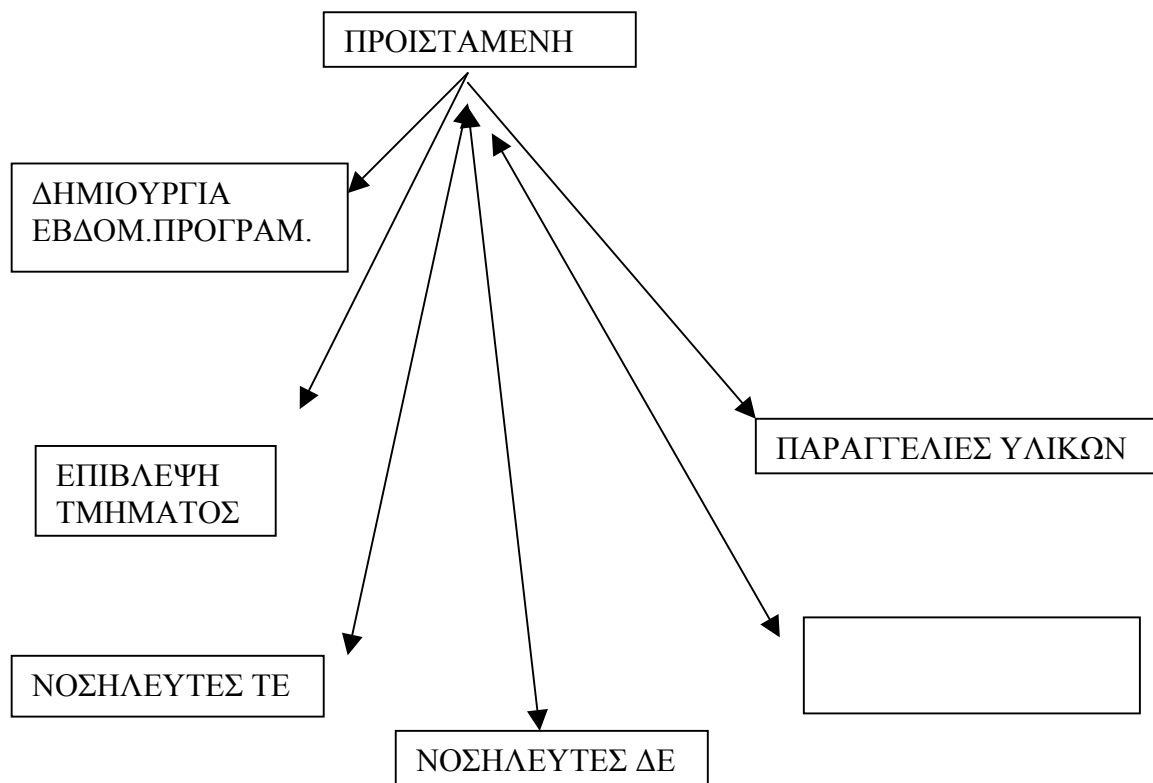 ΠΡΟΙΣΤΑΜΕΝΗ
ΔΗΜΙΟΥΡΓΙΑ
ΕΒΔΟΜ.ΠΡΟΓΡΑΜ.
ΠΑΡΑΓΓΕΛΙΕΣ ΥΛΙΚΩΝ
ΕΠΙΒΛΕΨΗ
ΤΜΗΜΑΤΟΣ
ΝΟΣΗΛΕΥΤΕΣ ΤΕ
ΝΟΣΗΛΕΥΤΕΣ ΔΕ